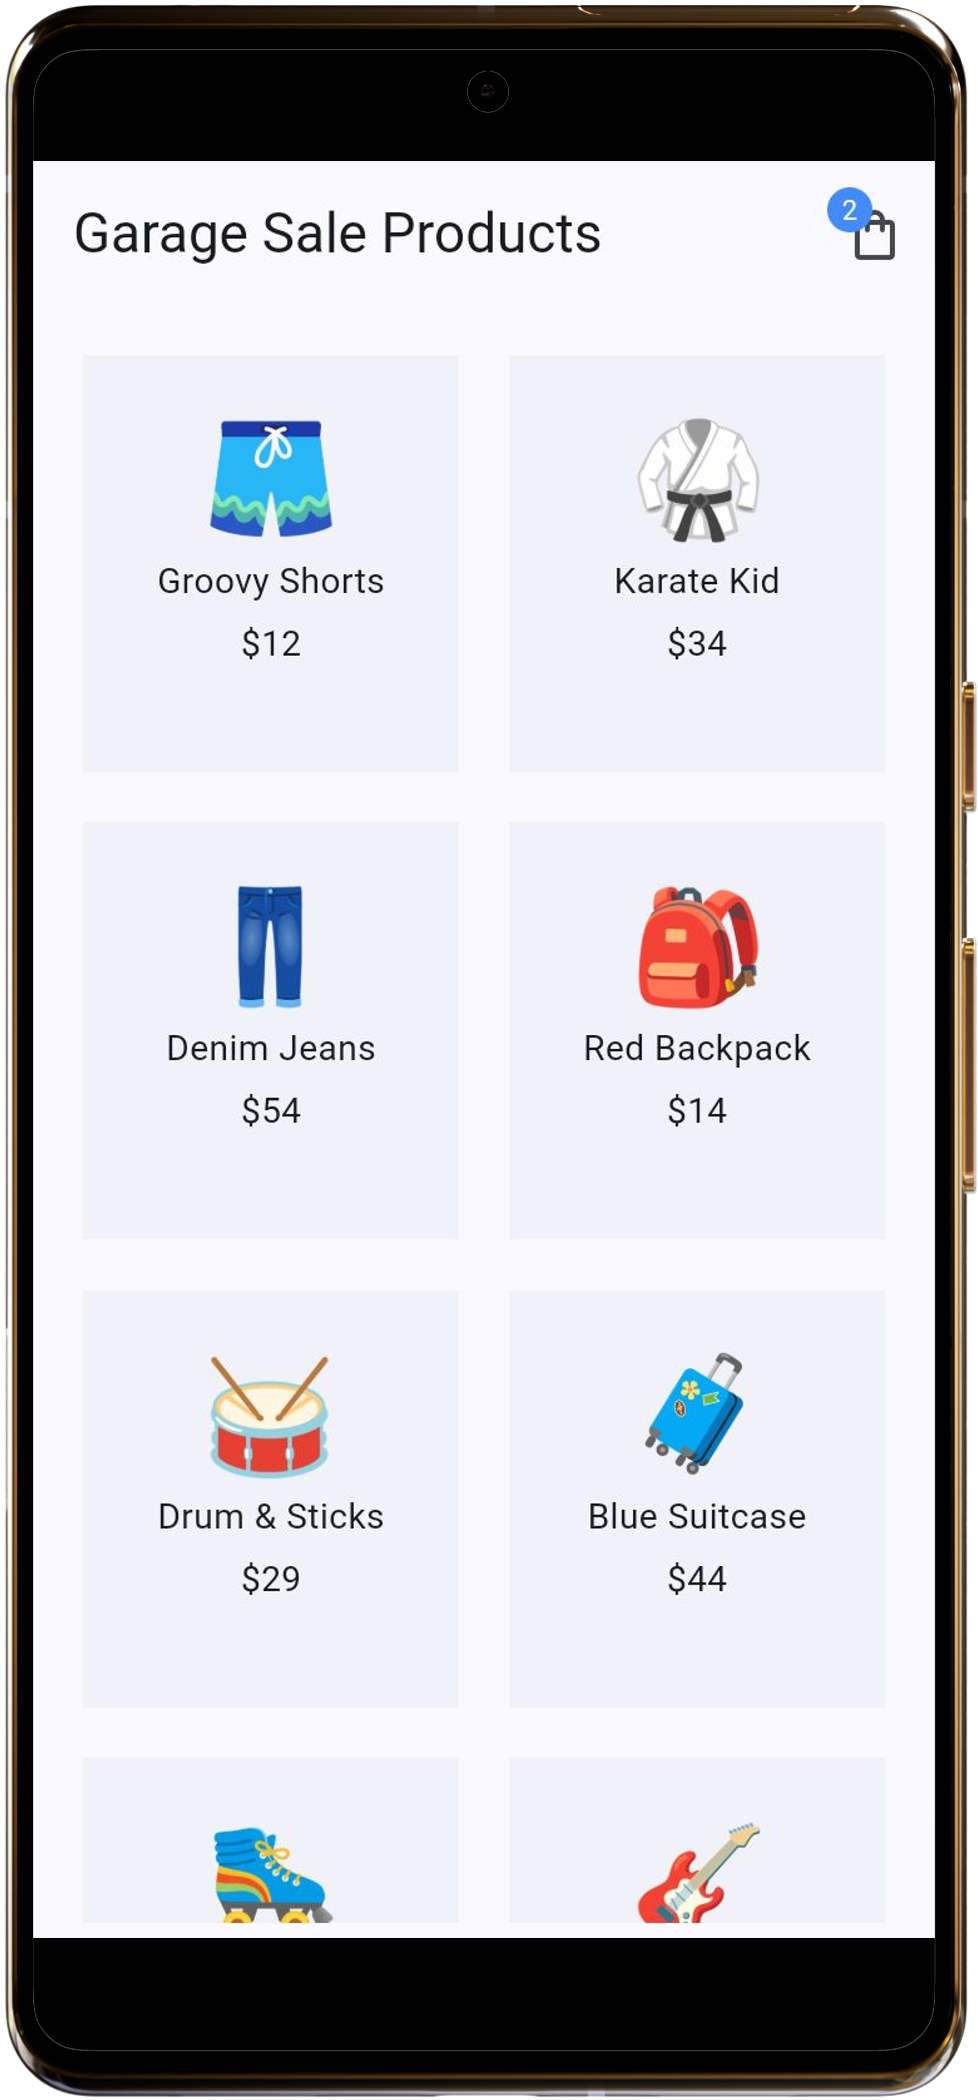 Garage Sale Products
2
Groovy Shorts
$12
Karate Kid
$34
Denim Jeans
$54
Red Backpack
$14
Drum & Sticks
$29
Blue Suitcase
$44